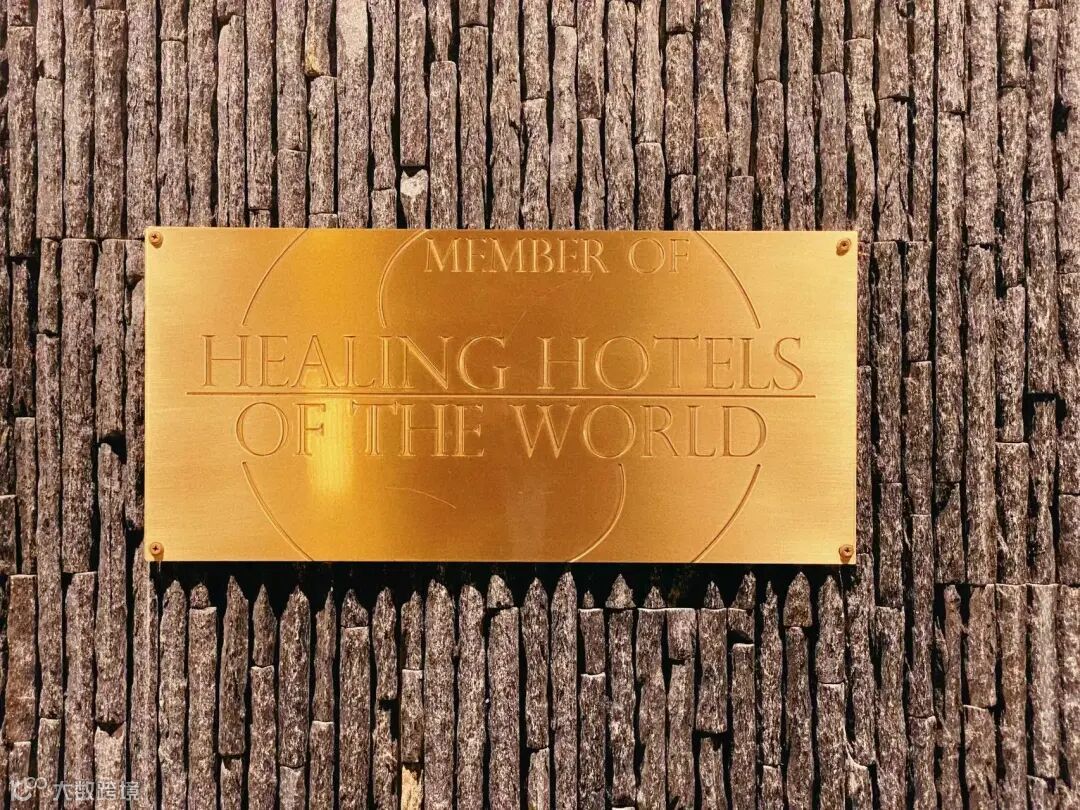 MEMBER OF
HEALING HOTELS
OF THE WORLD
大数跨境